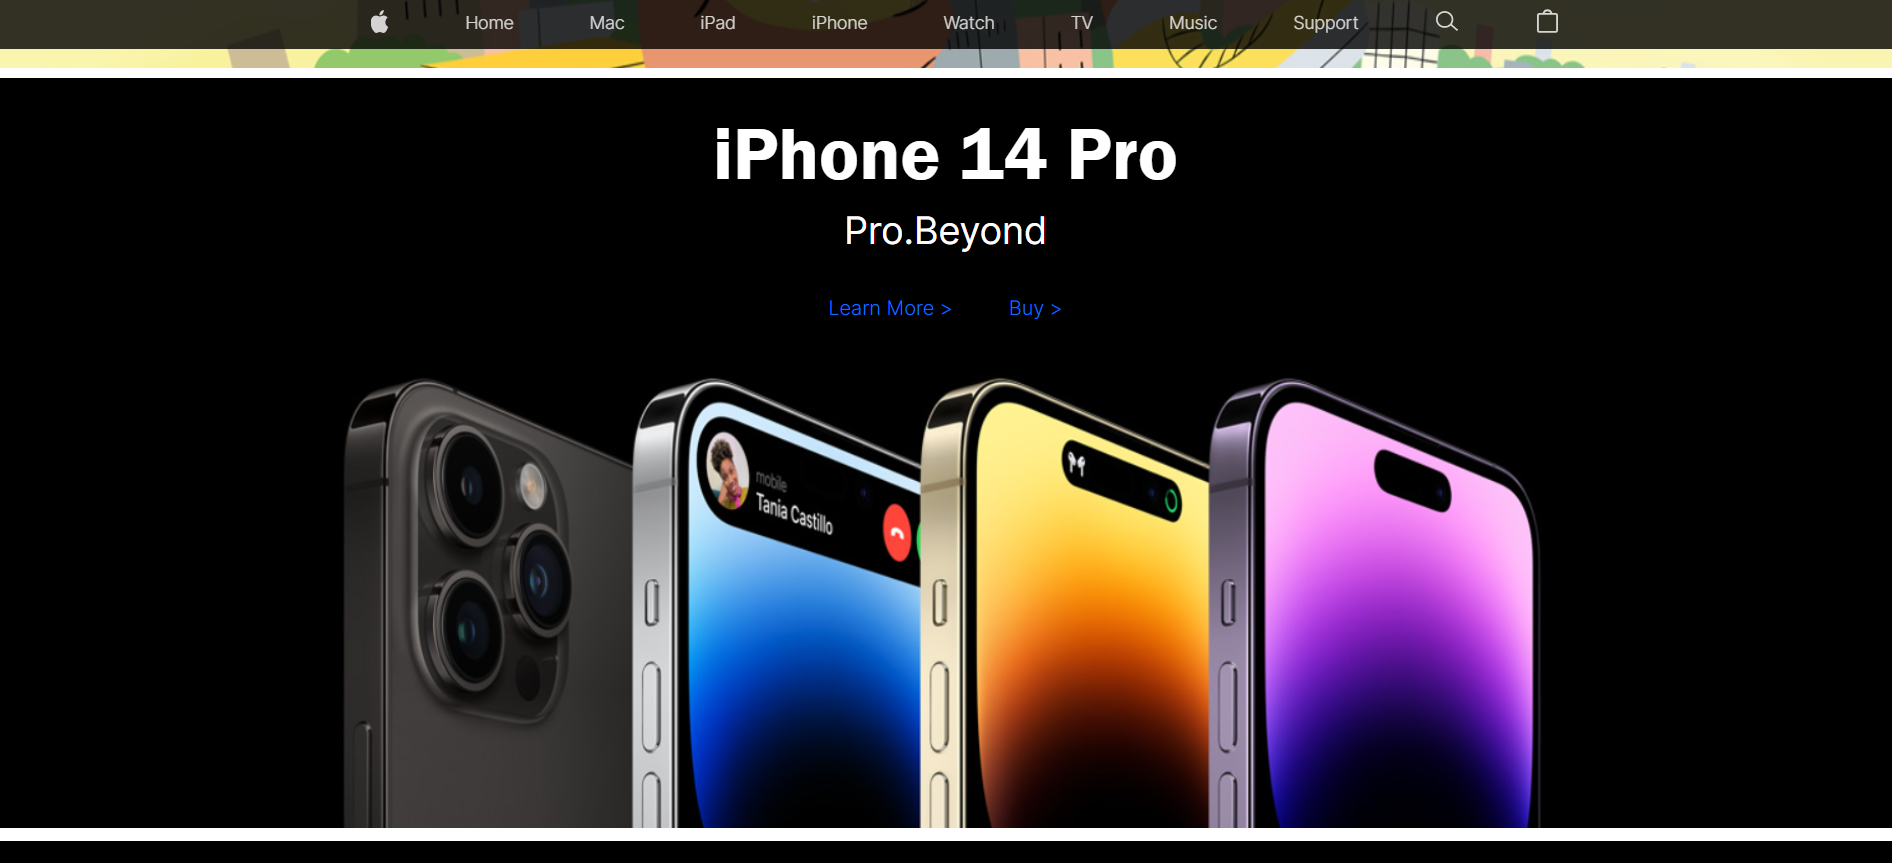 Home Mac iPad iPhone Watch TV Music Support
iPhone 14 Pro
Pro.Beyond
Learn More > Buy >
mobile
Tania Castillo